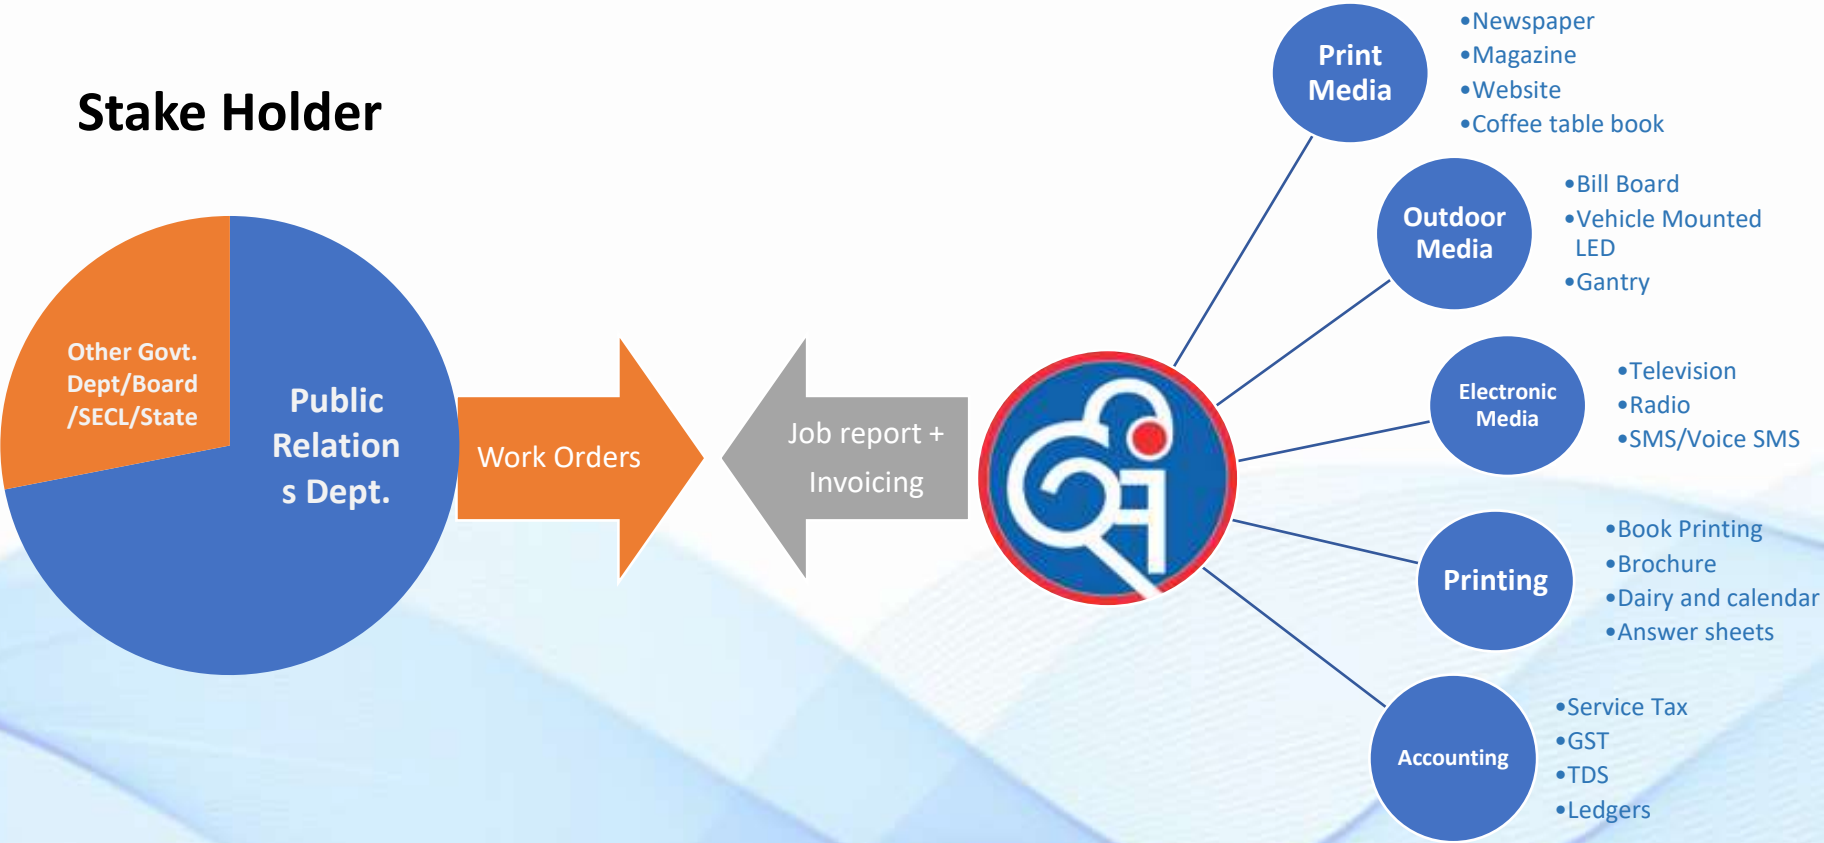 Stake Holder
Other Govt.
Dept/Board
/SECL/State
Public
Relation
s Dept.
Work Orders
Job report +
Invoicing
Print
Media
•Newspaper
•Magazine
•Website
•Coffee table book
Outdoor
Media
•Bill Board
•Vehicle Mounted
LED
•Gantry
Electronic
Media
•Television
•Radio
•SMS/Voice SMS
Printing
•Book Printing
•Brochure
•Dairy and calendar
•Answer sheets
Accounting
•Service Tax
•GST
•TDS
•Ledgers